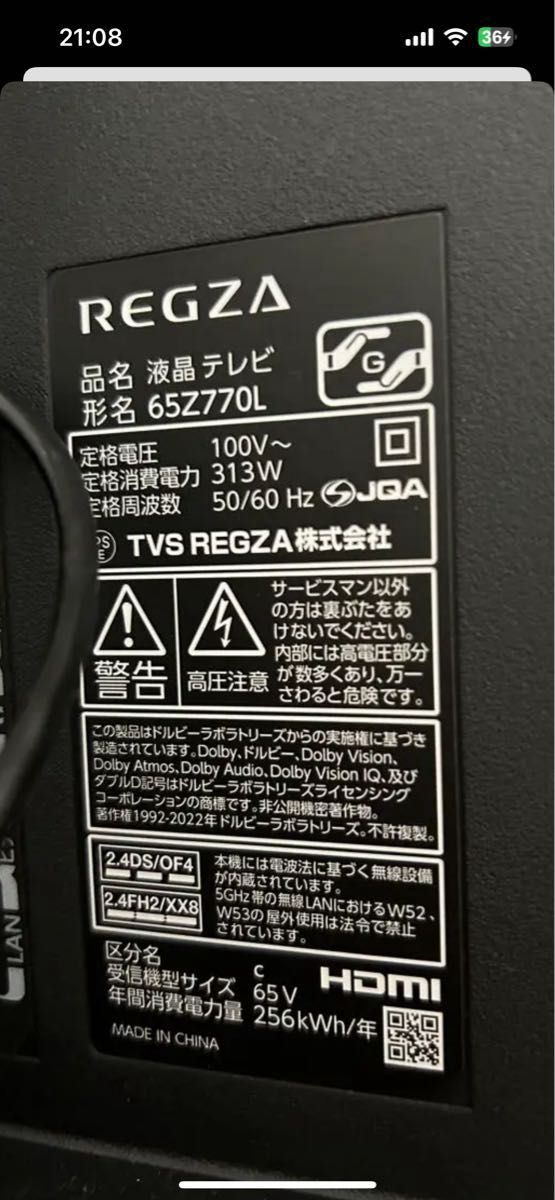 21:08
36
REGZA
品名 液晶テレビ
形名 65Z770L
G
定格電圧 100V～
定格消費電力 313W
定格周波数 50/60 Hz
JQA
PS
E
TVS REGZA株式会社
警告
高圧注意
サービスマン以外
の方は裏ぶたをあ
けないでください。
内部には高電圧部分
が数多くあり、万一
さわると危険です。
この製品はドルビーラボラトリーズからの実施権に基づき
製造されています。Dolby、ドルビー、Dolby Vision、
Dolby Atmos、Dolby Audio、Dolby Vision IQ、及び
ダブルD記号はドルビーラボラトリーズライセンシング
コーポレーションの商標です。非公開機密著作物。
著作権1992-2022年ドルビーラボラトリーズ。不許複製。
2.4DS/OF4
2.4FH2/XX8
本機には電波法に基づく無線設備
が内蔵されています。
5GHz 帯の無線LANにおけるW52、
W53の屋外使用は法令で禁止
されています。
区分名 c
受信機型サイズ 65V
年間消費電力量 256kWh/年
HDMI
MADE IN CHINA
LAN